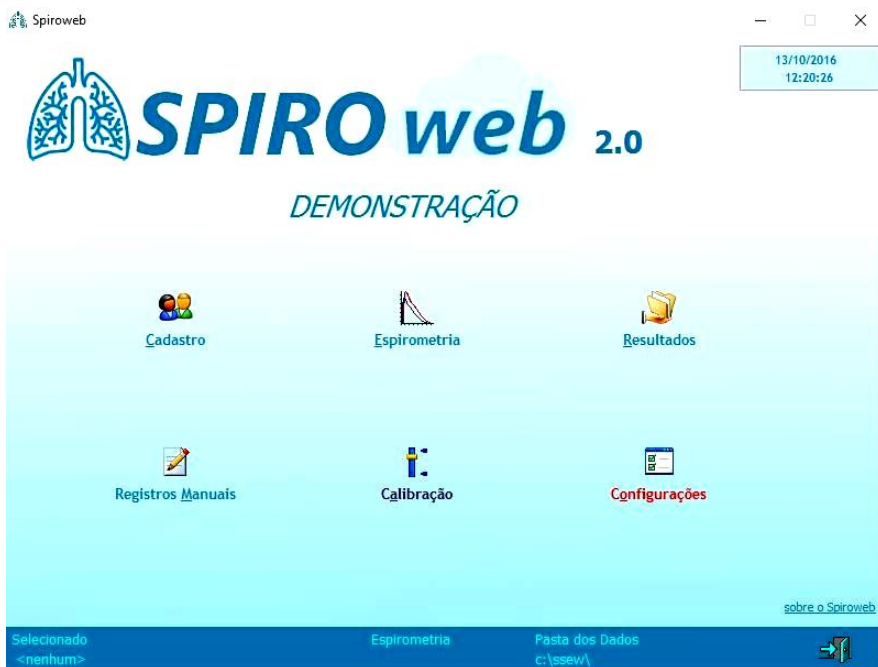 Spiroweb
13/10/2016
12:20:26
SPIRO web 2.0
DEMONSTRAÇÃO
Cadastro
Espirometria
Resultados
Registros Manuais
Calibração
Configurações
sobre o Spiroweb
Selecionado
<nenhum>
Espirometria
Pasta dos Dados
c:\ssew\